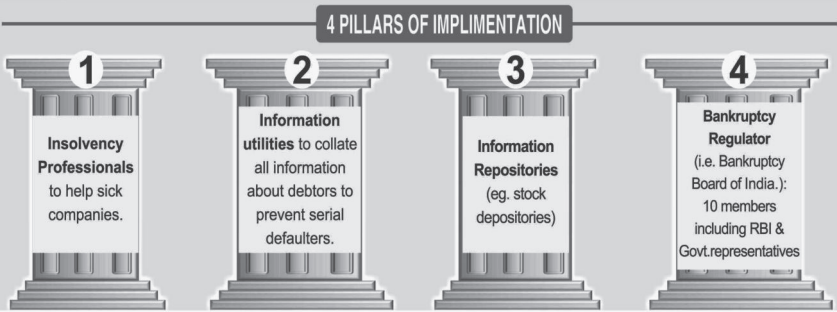 4 PILLARS OF IMPLIMENTATION
1
Insolvency
Professionals
to help sick
companies.
2
Information
utilities to collate
all information
about debtors to
prevent serial
defaulter.
3
Information
Repositories
(eg. stock
depositories)
4
Bankruptcy
Regulator
(i.e. Bankruptcy
Board of India.):
10 members
including RBI &
Govt.representatives